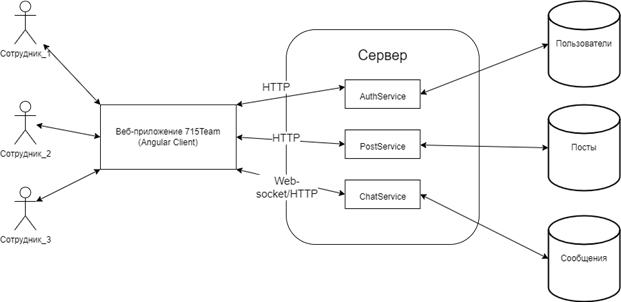 Сотрудник_1
Сотрудник_2
Сотрудник_3
Веб-приложение 715Team
(Angular Client)
HTTP
HTTP
Web-
socket/HTTP
Сервер
AuthService
PostService
ChatService
Пользователи
Посты
Сообщения